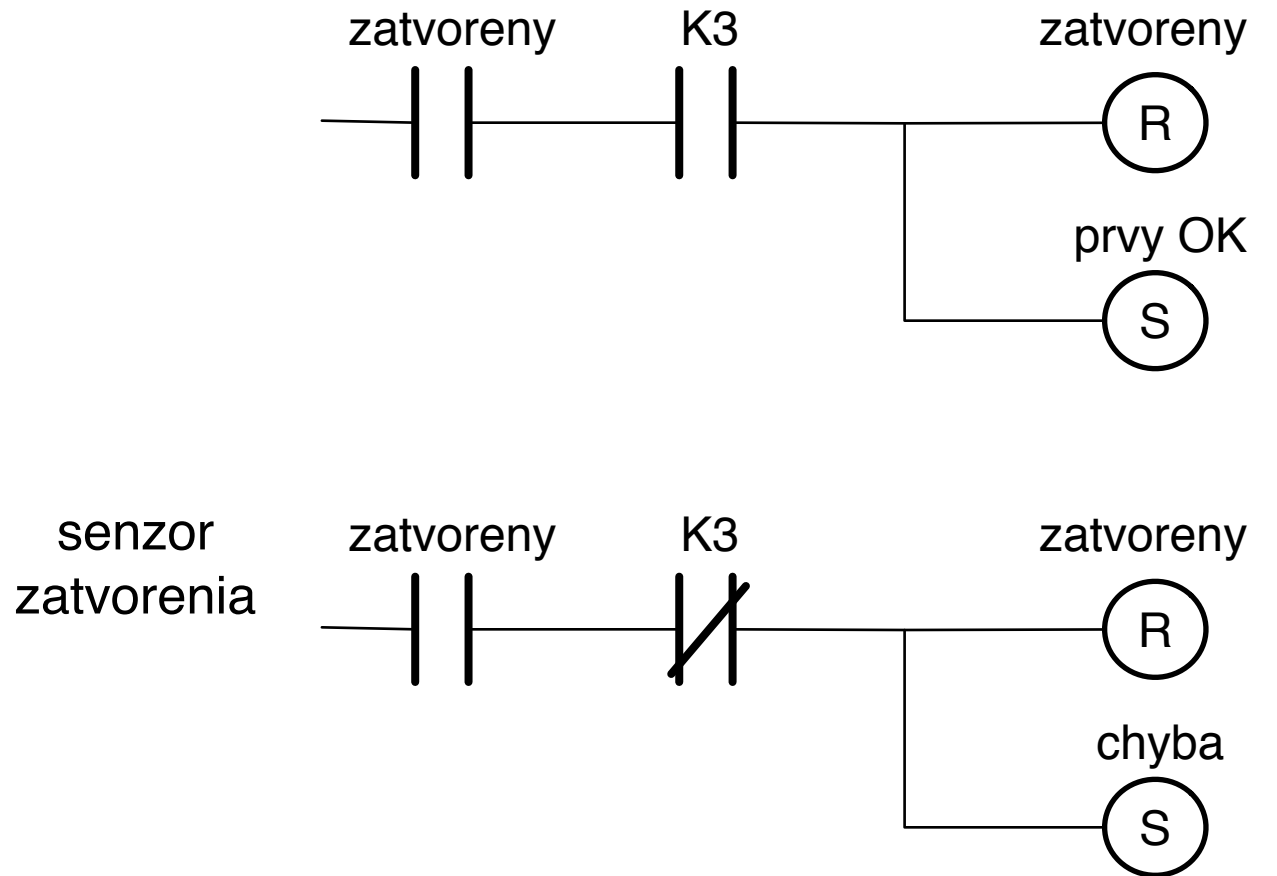 zatvoreny K3 zatvoreny
R
prvy OK
S
senzor
zatvorenia
zatvoreny K3 zatvoreny
R
chyba
S